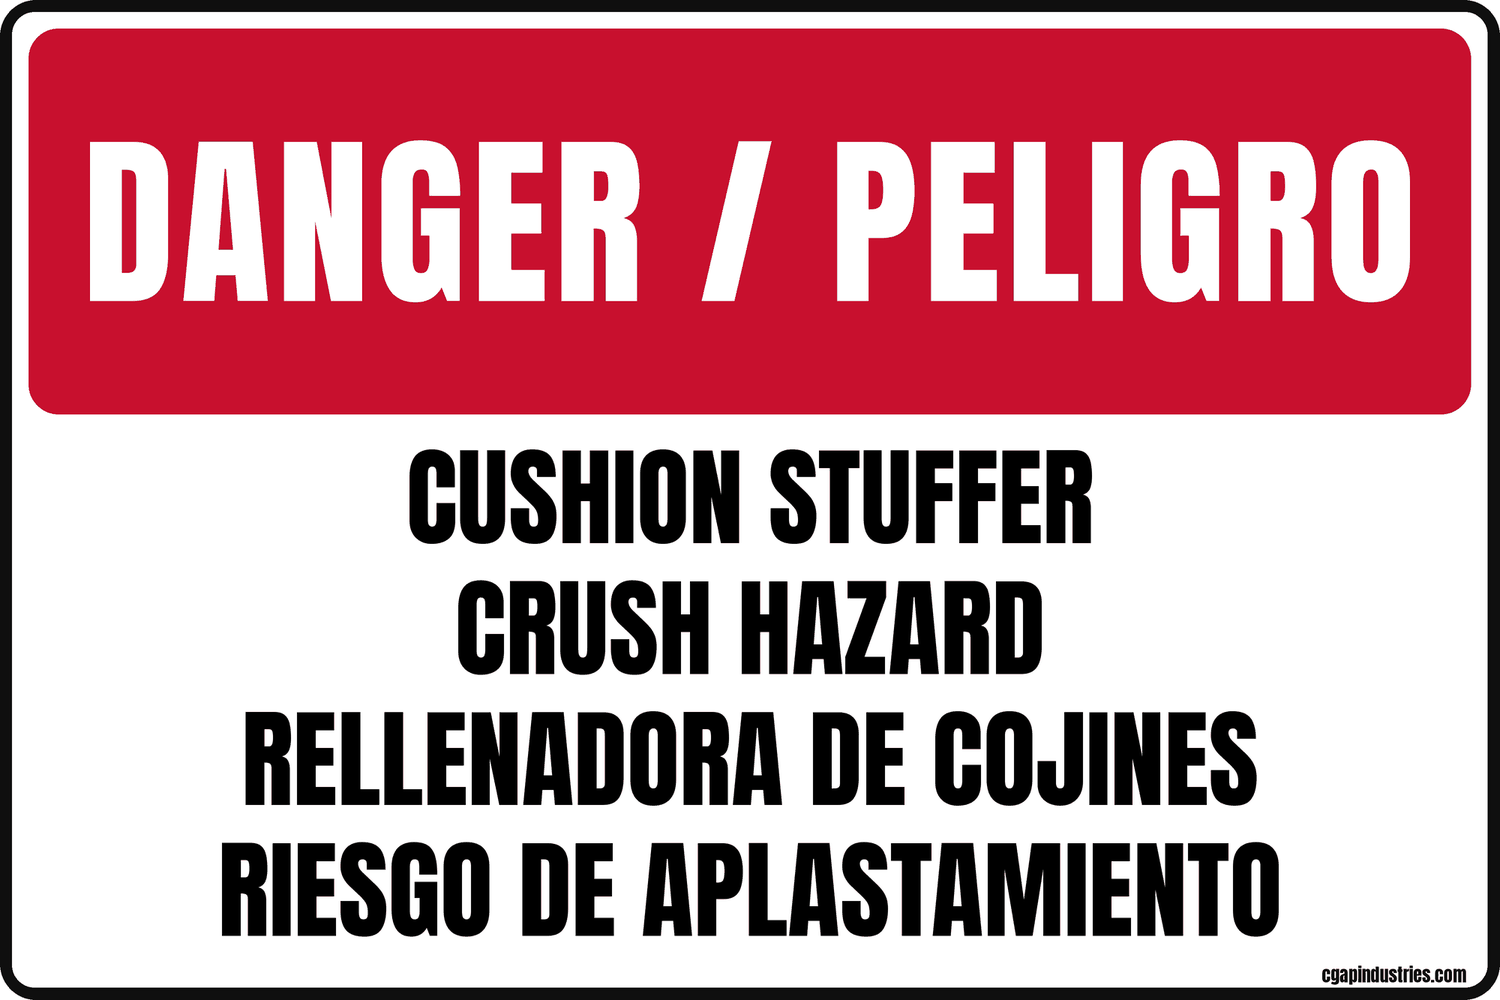 DANGER / PELIGRO
CUSHION STUFFER
CRUSH HAZARD
RELLENADORA DE COJINES
RIESGO DE APLASTAMIENTO
cgapindustries.com